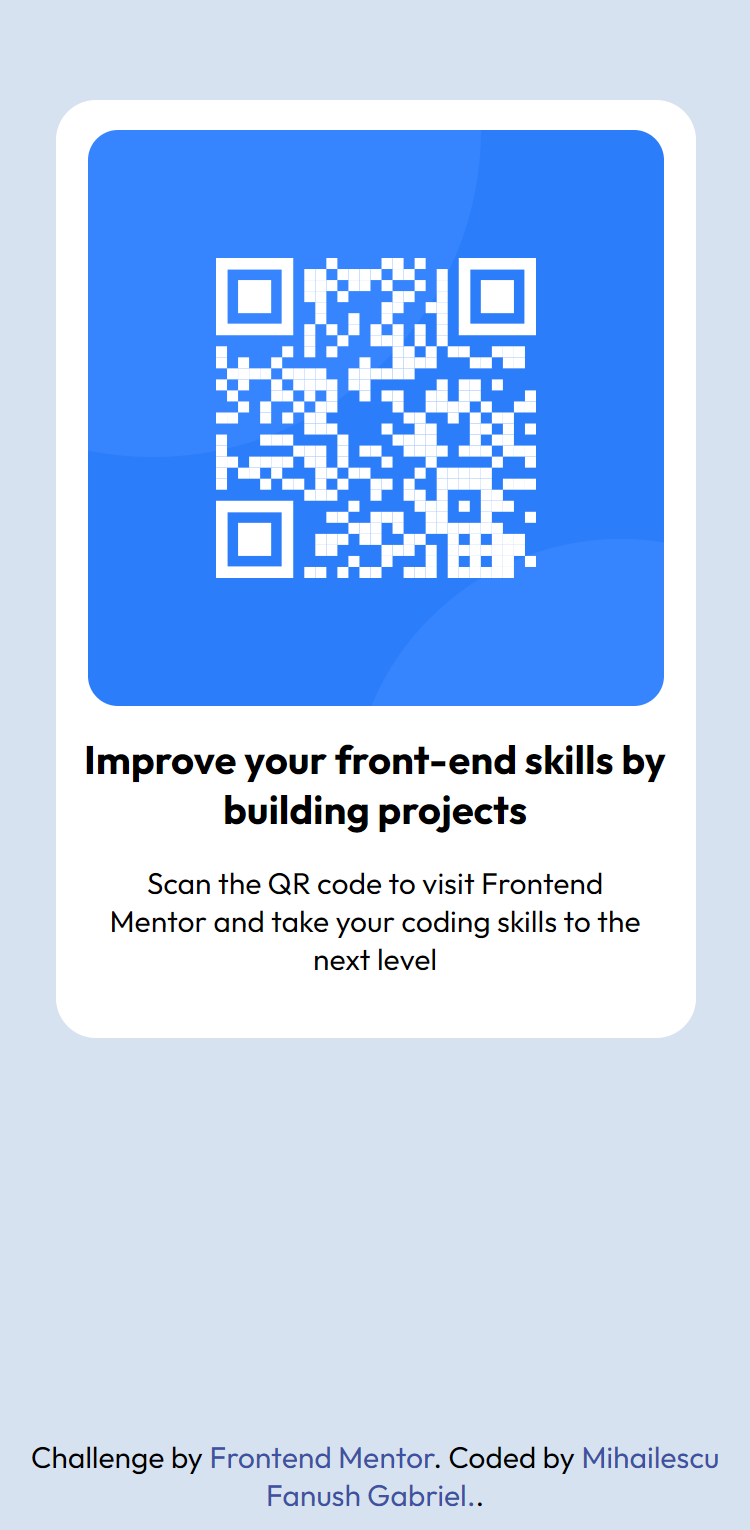 Improve your front-end skills by
building projects
Scan the QR code to visit Frontend
Mentor and take your coding skills to the
next level
Challenge by Frontend Mentor. Coded by Mihailescu
Fanush Gabriel..